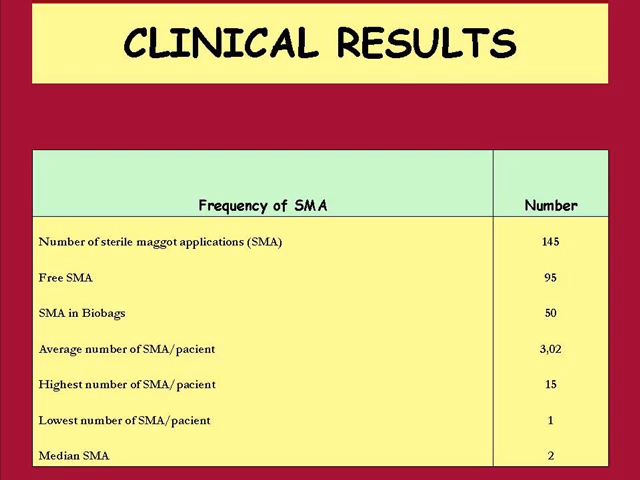 CLINICAL RESULTS
Frequency of SMA Number
Number of sterile maggot applications (SMA) 145
Free SMA 95
SMA in Biobags 50
Average number of SMA/pacient 3,02
Highest number of SMA/pacient 15
Lowest number of SMA/pacient 1
Median SMA 2